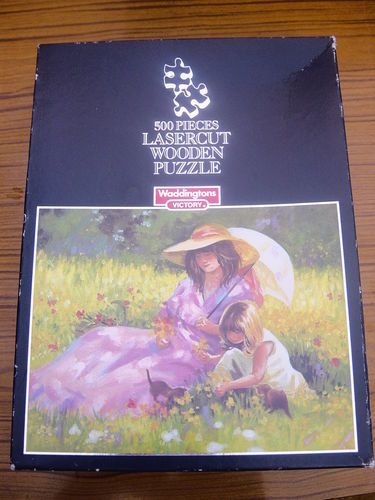 500 PIECES
LASERCUT
WOODEN
PUZZLE
Waddingtons
VICTORY